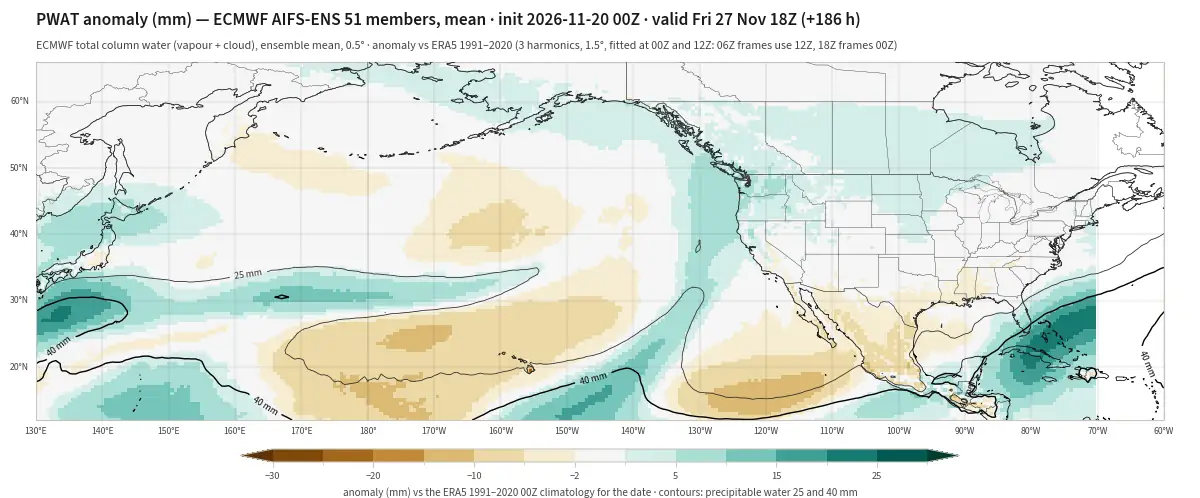 PWAT anomaly (mm) — ECMWF AIFS-ENS 51 members, mean · init 2026-11-20 00Z · valid Fri 27 Nov 18Z (+186 h)
ECMWF total column water (vapour + cloud), ensemble mean, 0.5° · anomaly vs ERA5 1991–2020 (3 harmonics, 1.5°, fitted at 00Z and 12Z: 06Z frames use 12Z, 18Z frames 00Z)
60°N
50°N
40°N
25 mm
30°N
40 mm
40 mm
20°N
40 mm
40 mm
130°E 140°E 150°E 160°E 170°E 180° 170°W 160°W 150°W 140°W 130°W 120°W 110°W 100°W 90°W 80°W 70°W 60°W
−30 −20 −10 −2 5 15 25
anomaly (mm) vs the ERA5 1991–2020 00Z climatology for the date · contours: precipitable water 25 and 40 mm